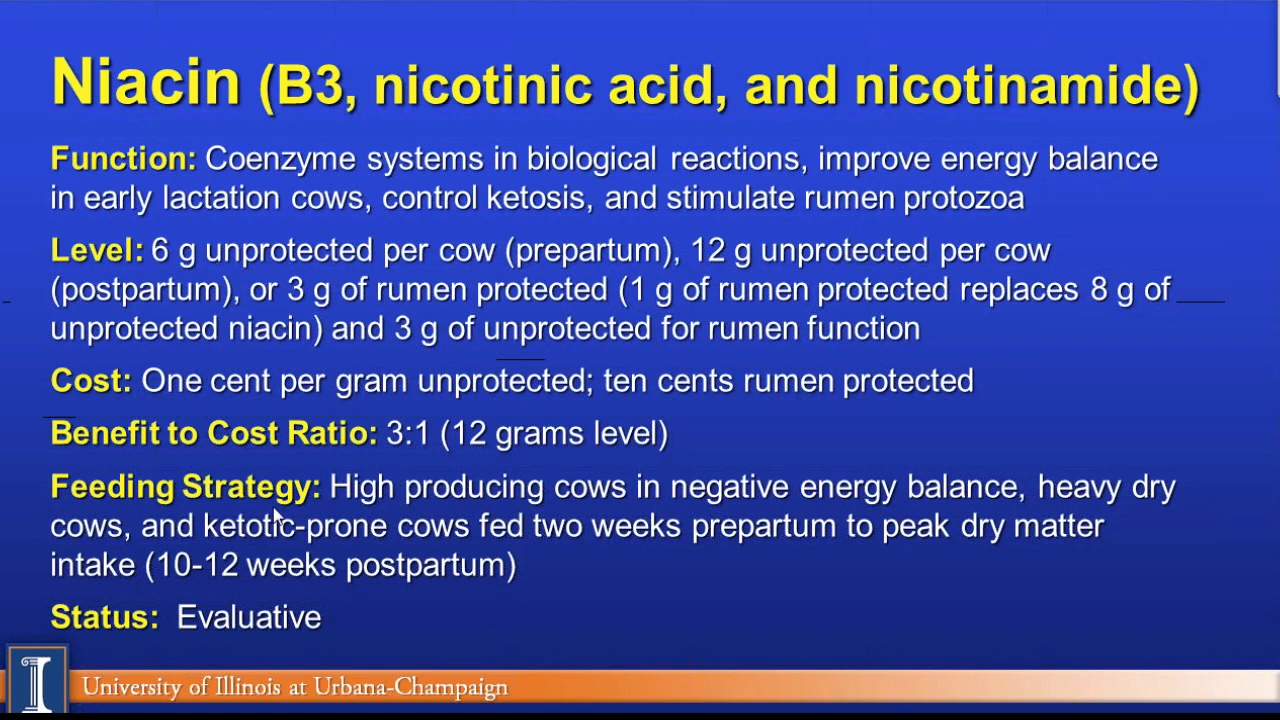 Niacin (B3, nicotinic acid, and nicotinamide)
Function: Coenzyme systems in biological reactions, improve energy balance
in early lactation cows, control ketosis, and stimulate rumen protozoa
Level: 6 g unprotected per cow (prepartum), 12 g unprotected per cow
(postpartum), or 3 g of rumen protected (1 g of rumen protected replaces 8 g of
unprotected niacin) and 3 g of unprotected for rumen function
Cost: One cent per gram unprotected; ten cents rumen protected
Benefit to Cost Ratio: 3:1 (12 grams level)
Feeding Strategy: High producing cows in negative energy balance, heavy dry
cows, and ketotic-prone cows fed two weeks prepartum to peak dry matter
intake (10-12 weeks postpartum)
Status: Evaluative
University of Illinois at Urbana-Champaign